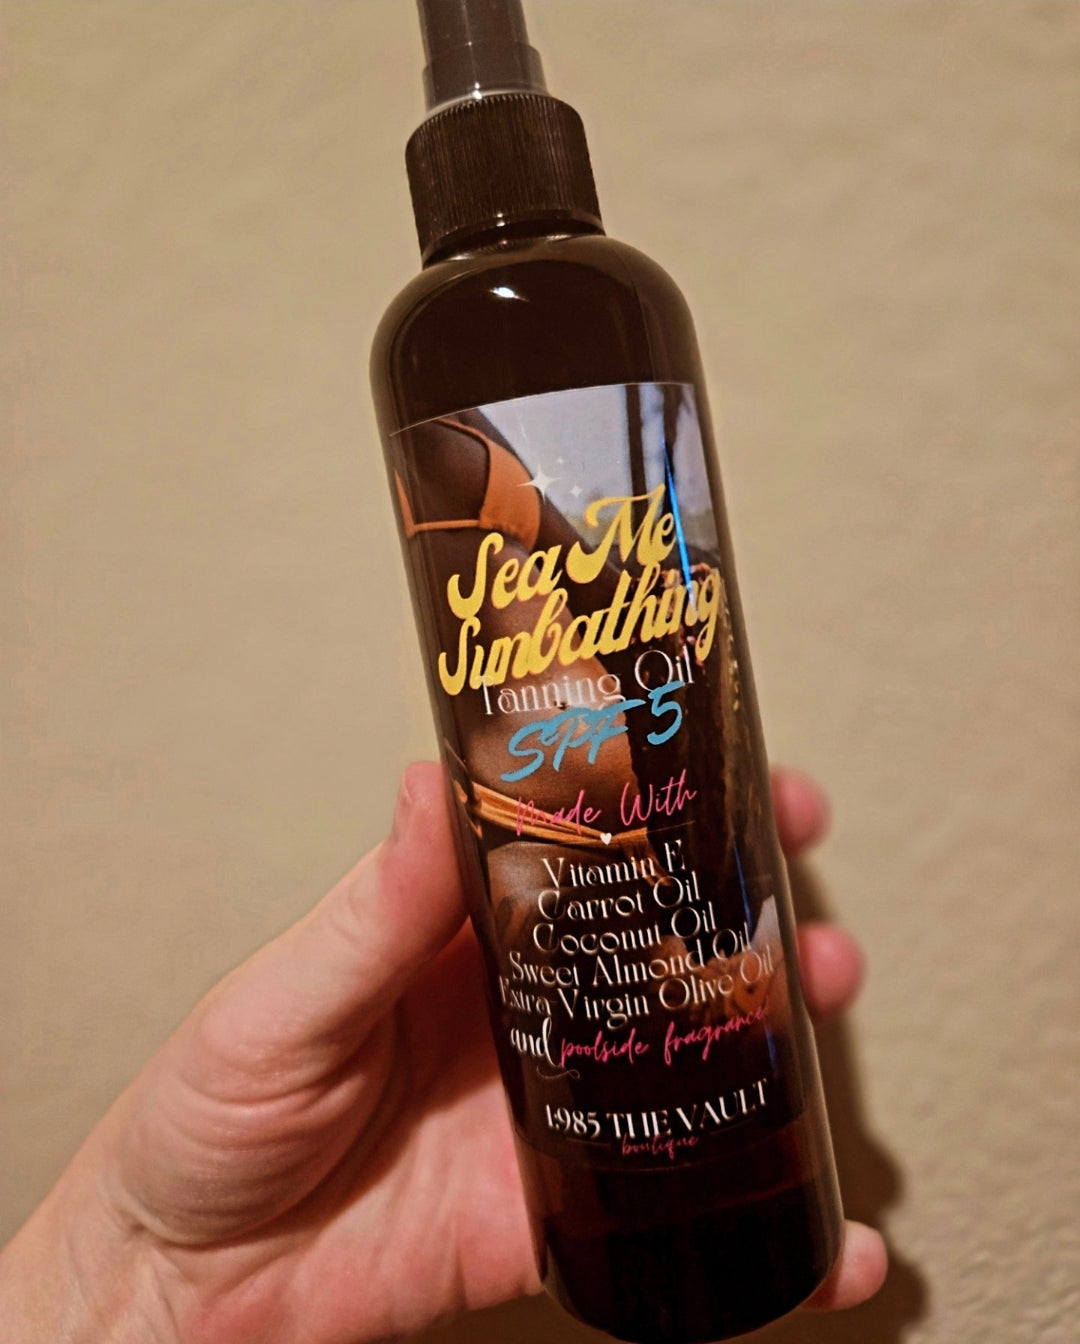 Sea Me
Sunbathing
Tanning Oil
SPF 5
Made With
Vitamin E
Carrot Oil
Coconut Oil
Sweet Almond Oil
Extra Virgin Olive Oil
and poolside fragrance
1985 THE VAULT
boutique